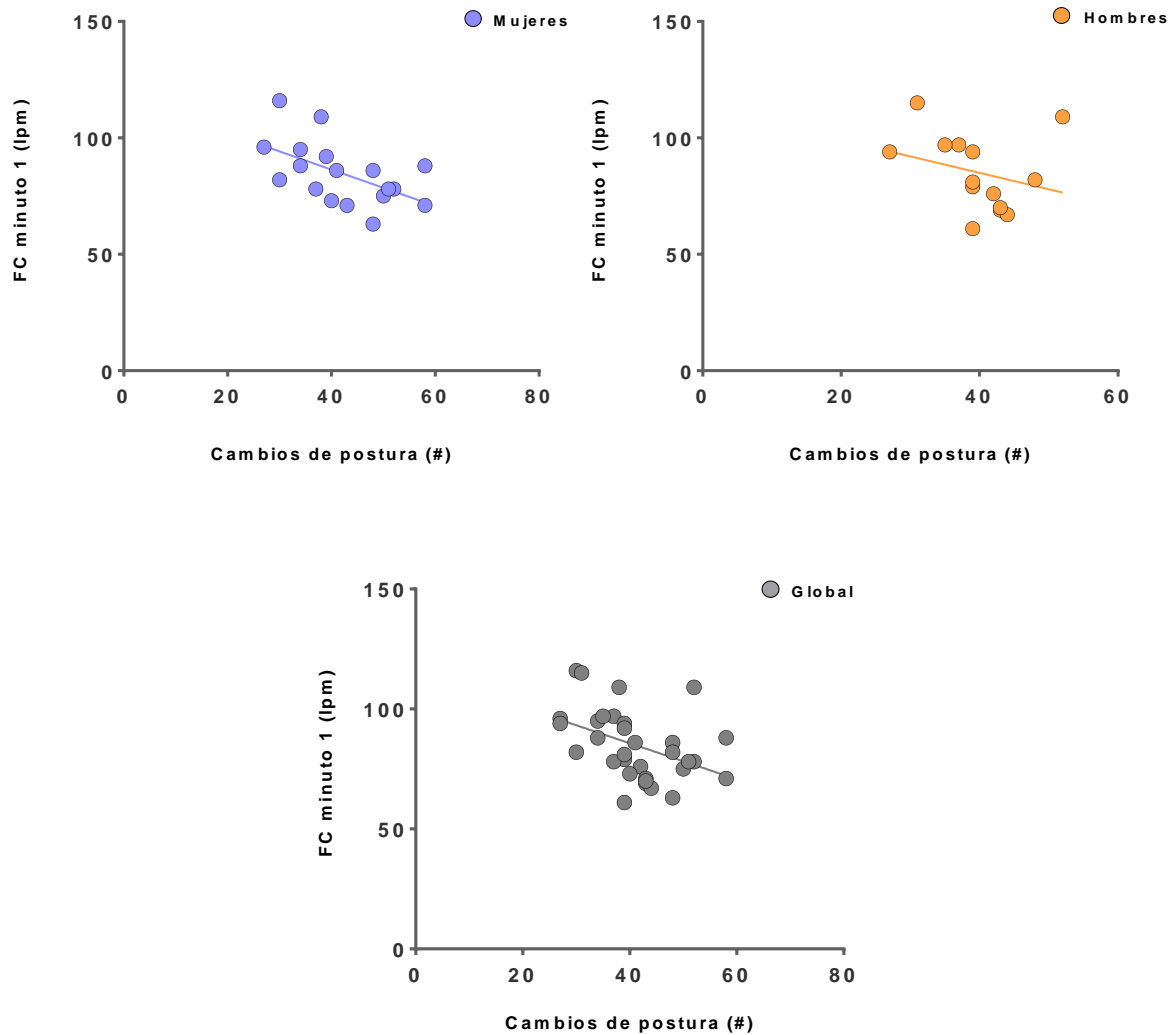 Mujeres
150
100
50
0
FC minuto 1 (lpm)
0 20 40 60 80
Cambios de postura (#)
Hombres
150
100
50
0
FC minuto 1 (lpm)
0 20 40 60
Cambios de postura (#)
Global
150
100
50
0
FC minuto 1 (lpm)
0 20 40 60 80
Cambios de postura (#)